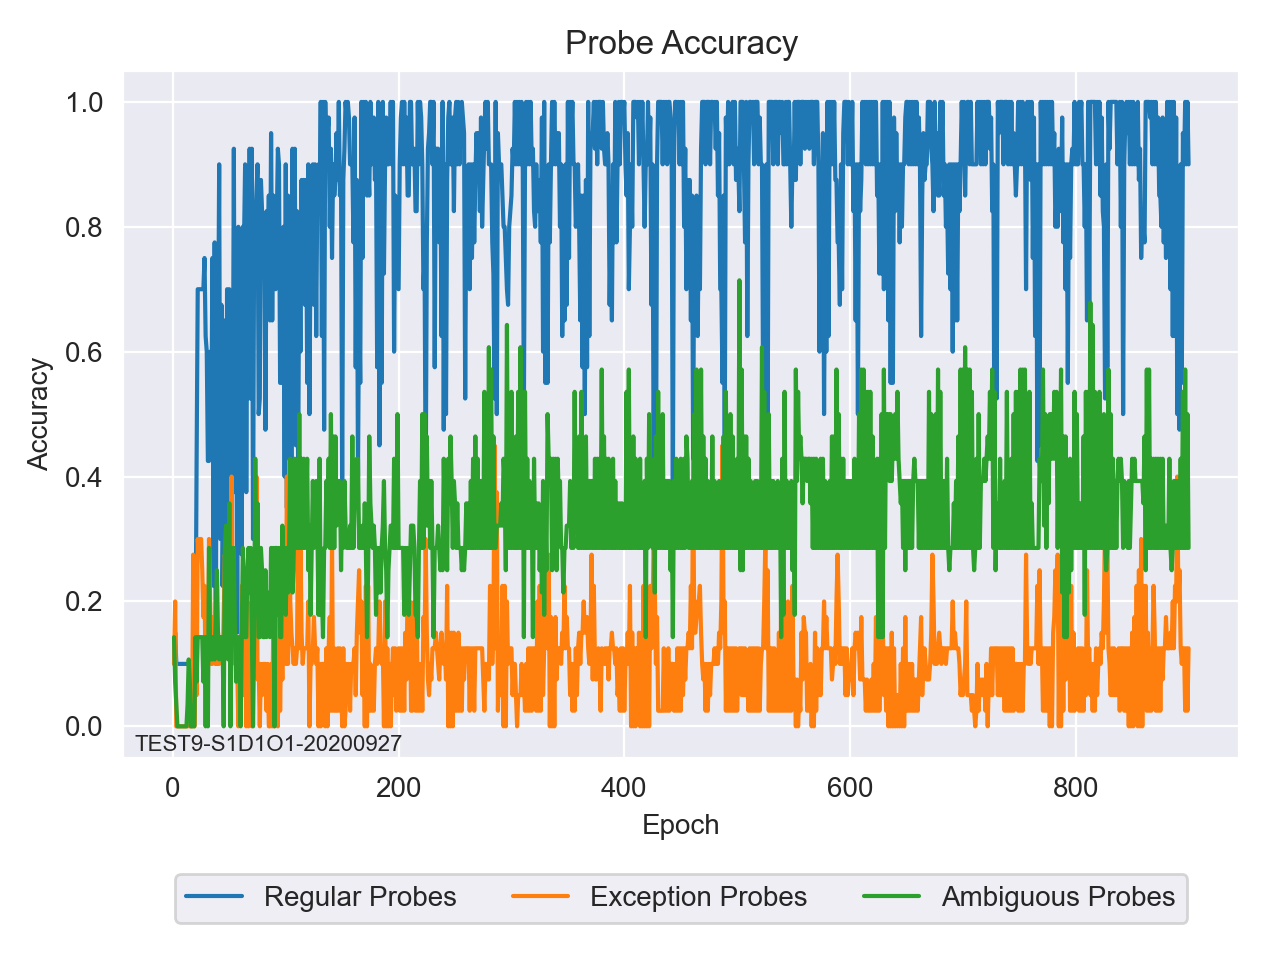 Probe Accuracy
1.0
0.8
0.6
0.4
0.2
0.0
Accuracy
TEST9-S1D1O1-20200927
0 200 400 600 800
Epoch
Regular Probes Exception Probes Ambiguous Probes